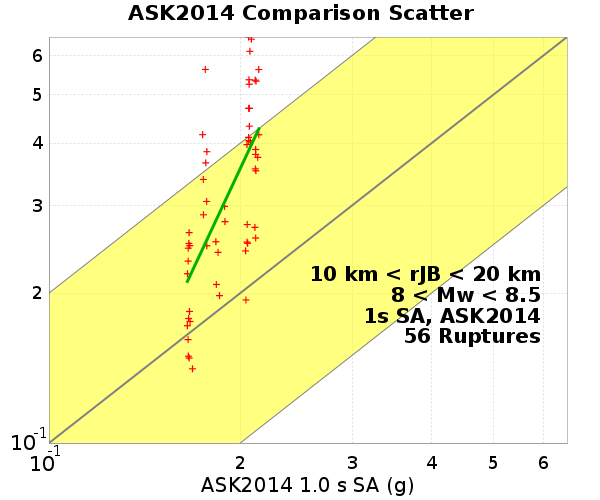 ASK2014 Comparison Scatter
6
5
4
3
2
10⁻¹
10 km < rJB < 20 km
8 < Mw < 8.5
1s SA, ASK2014
56 Ruptures
10⁻¹ 2 3 4 5 6
ASK2014 1.0 s SA (g)